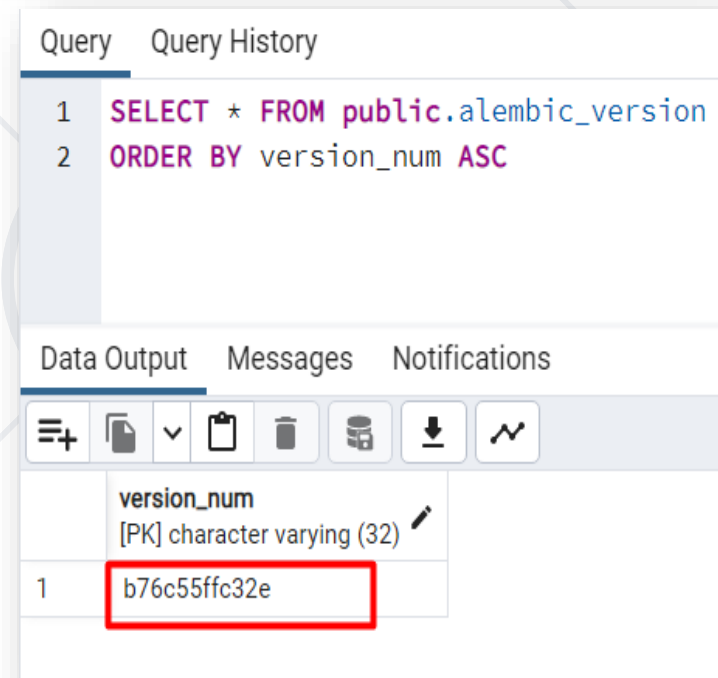 Query Query History
1 SELECT * FROM public.alembic_version
2 ORDER BY version_num ASC
Data Output Messages Notifications
version_num
[PK] character varying (32)
1 b76c55ffc32e